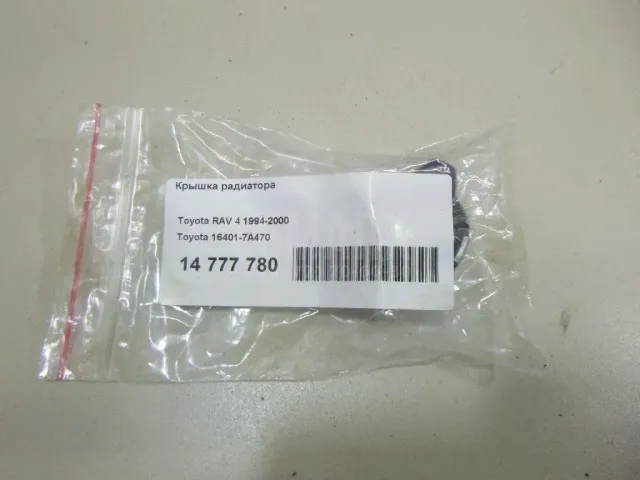 Крышка радиатора
Toyota RAV 4 1994-2000
Toyota 16401-7A470
14 777 780